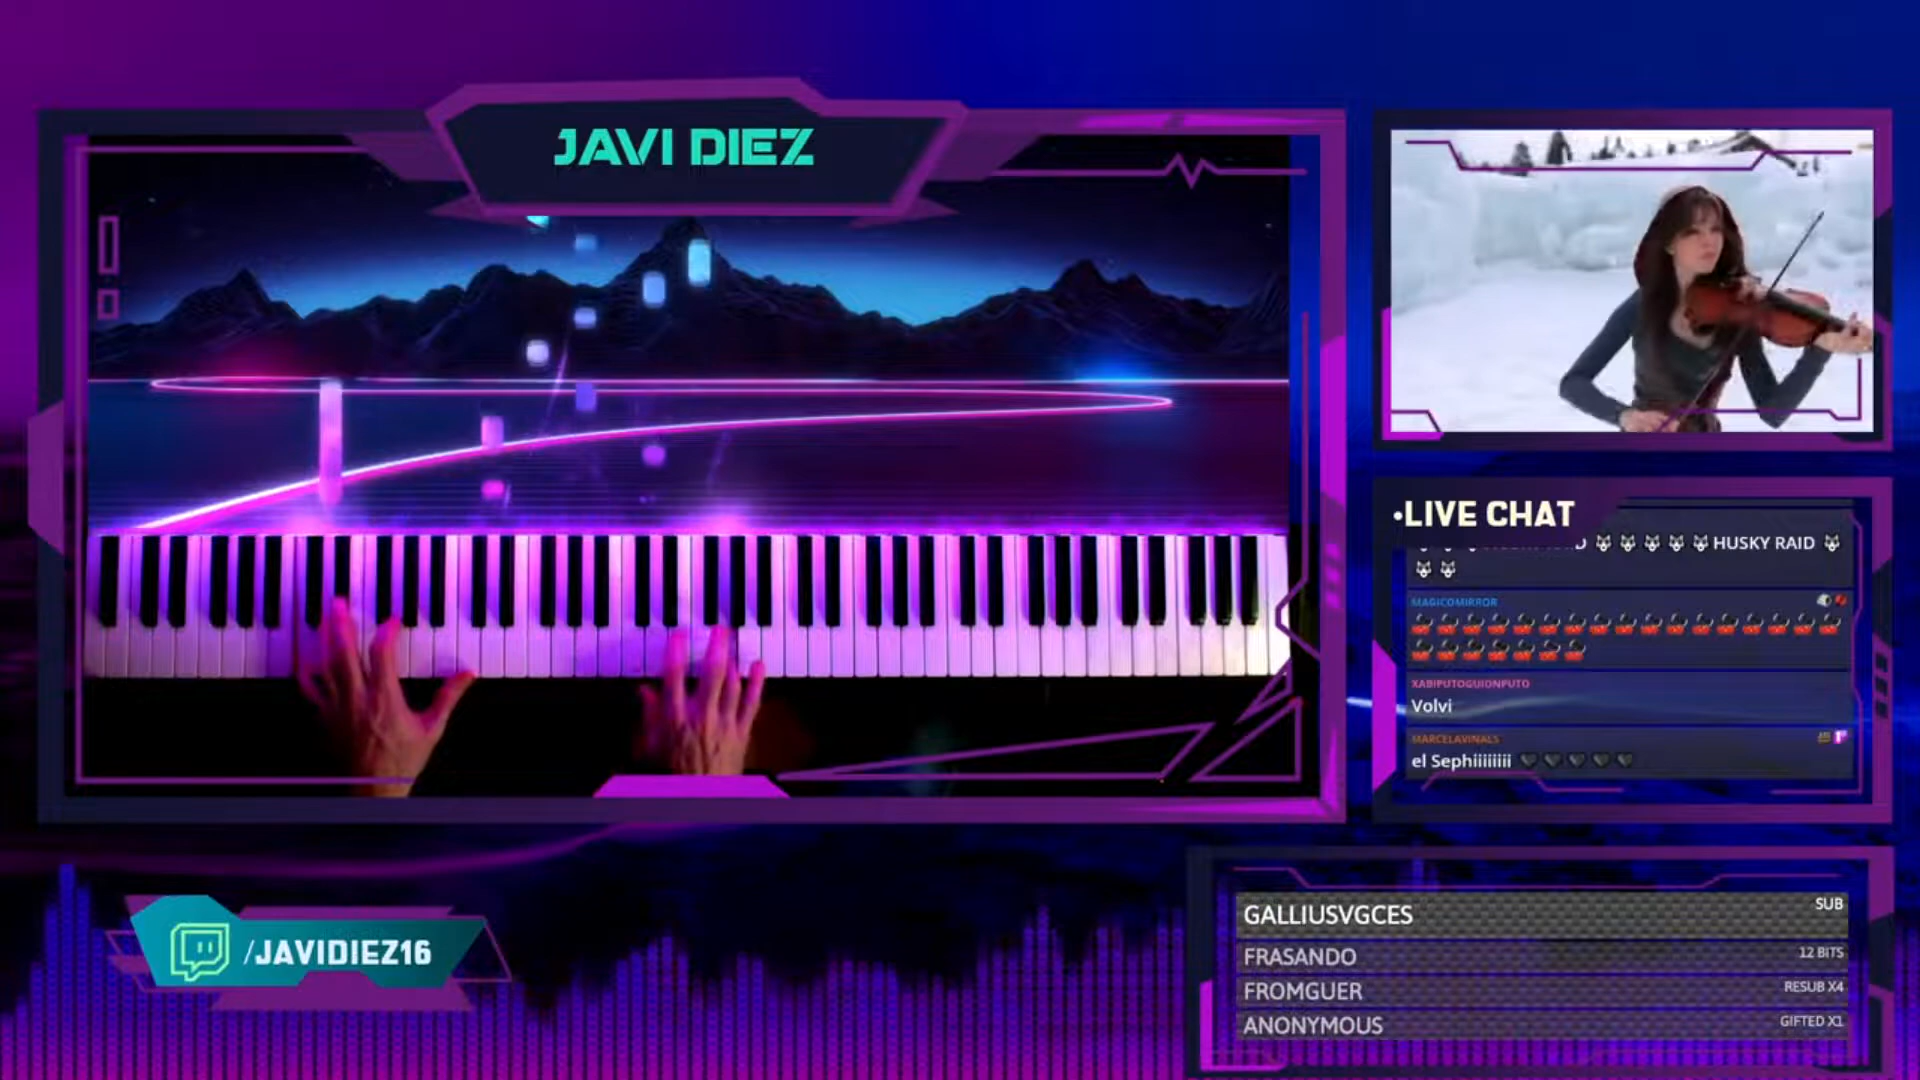 JAVI DIEZ
•LIVE CHAT
HUSKY RAID
MAGICOMIRROR
XABIPUTOGUIONPUTO
Volvi
MARCELAVINALS
el Sephiiiiiiii 🖤🖤🖤🖤🖤
/JAVIDIEZ16
GALLIUSVGCES SUB
FRASANDO 12 BITS
FROMGUER RESUB X4
ANONYMOUS GIFTED X1